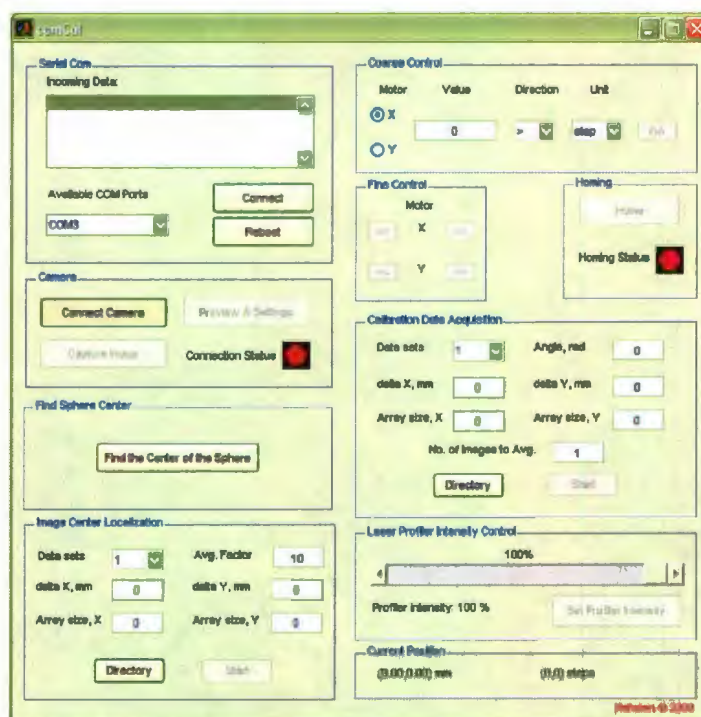 Serial Com
Incoming Data:
Available COM Ports
COM3
Connect
Reboot
Camera
Connect Camera
Preview & Settings
Capture Image
Connection Status
Find Sphere Center
Find the Center of the Sphere
Image Center Localization
Data sets 1 Avg. Factor 10
delta X, mm 0 delta Y, mm 0
Array size, X 0 Array size, Y 0
Directory Start
Coarse Control
Motor Value Direction Unit
X 0 > step
Y
Fine Control
Motor
X
Y
Homing
Home
Homing Status
Calibration Data Acquisition
Data sets 1 Angle, rad 0
delta X, mm 0 delta Y, mm 0
Array size, X 0 Array size, Y 0
No. of Images to Avg. 1
Directory Start
Laser Profiler Intensity Control
100%
Profiler Intensity: 100 %
Set Profiler Intensity
Current Position
(0.00,0.00) mm (0,0) steps